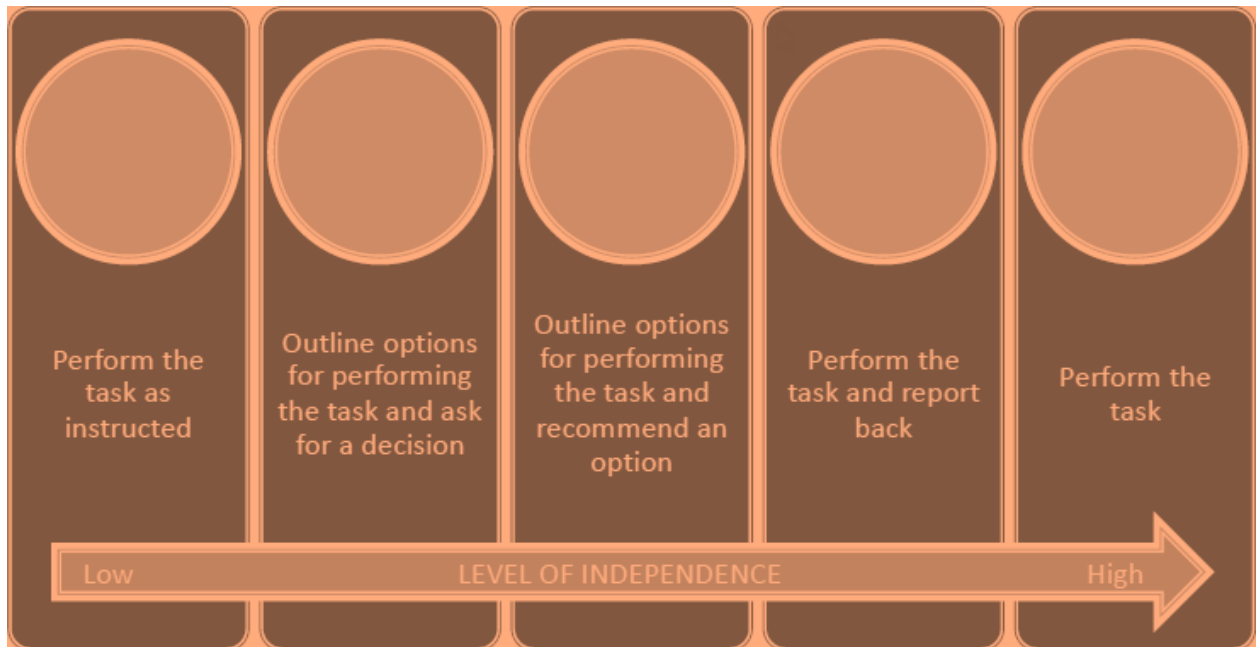 Perform the
task as
instructed
Outline options
for performing
the task and ask
for a decision
Outline options
for performing
the task and
recommend an
option
Perform the
task and report
back
Perform the
task
Low
LEVEL OF INDEPENDENCE
High